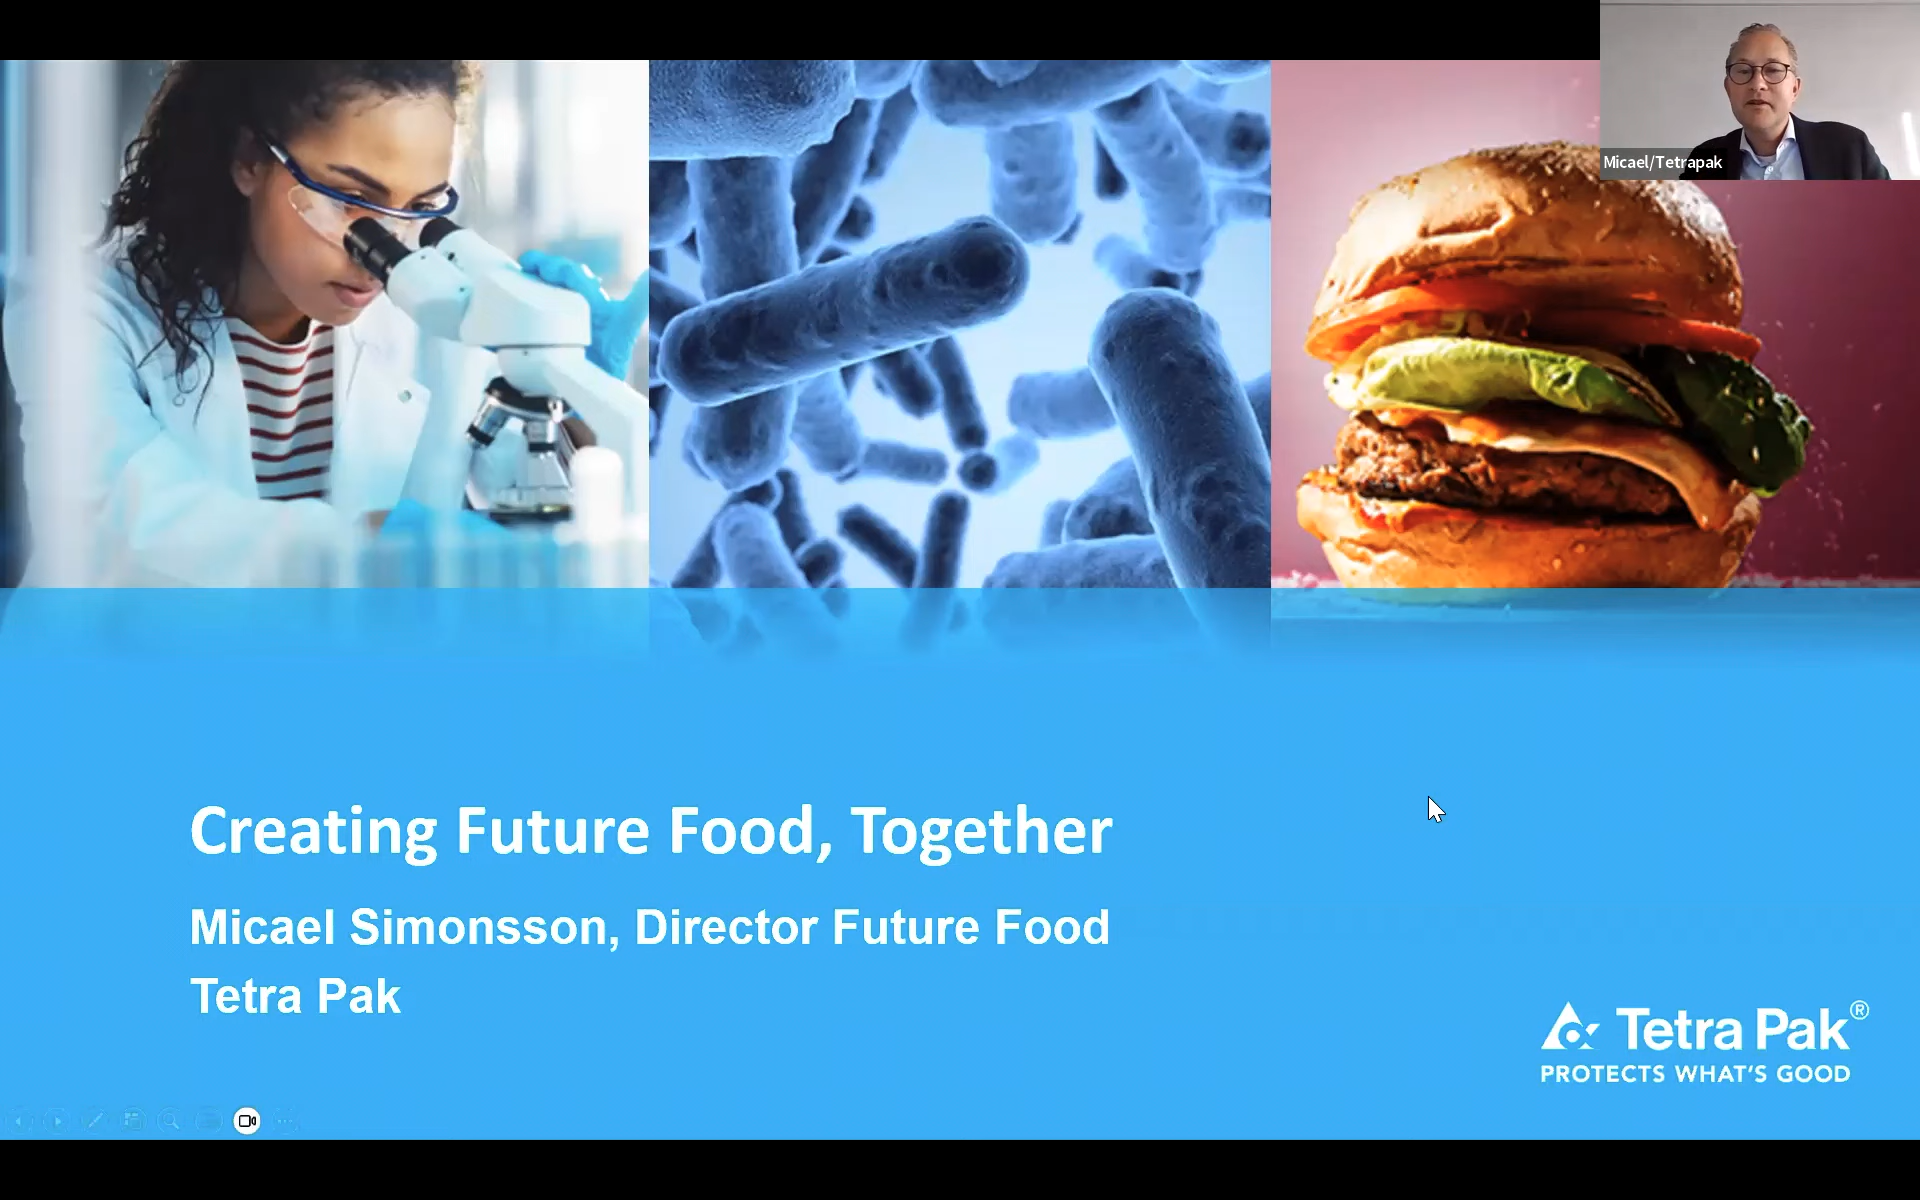 Micael/Tetrapak
Creating Future Food, Together
Micael Simonsson, Director Future Food
Tetra Pak
Tetra Pak®
PROTECTS WHAT'S GOOD